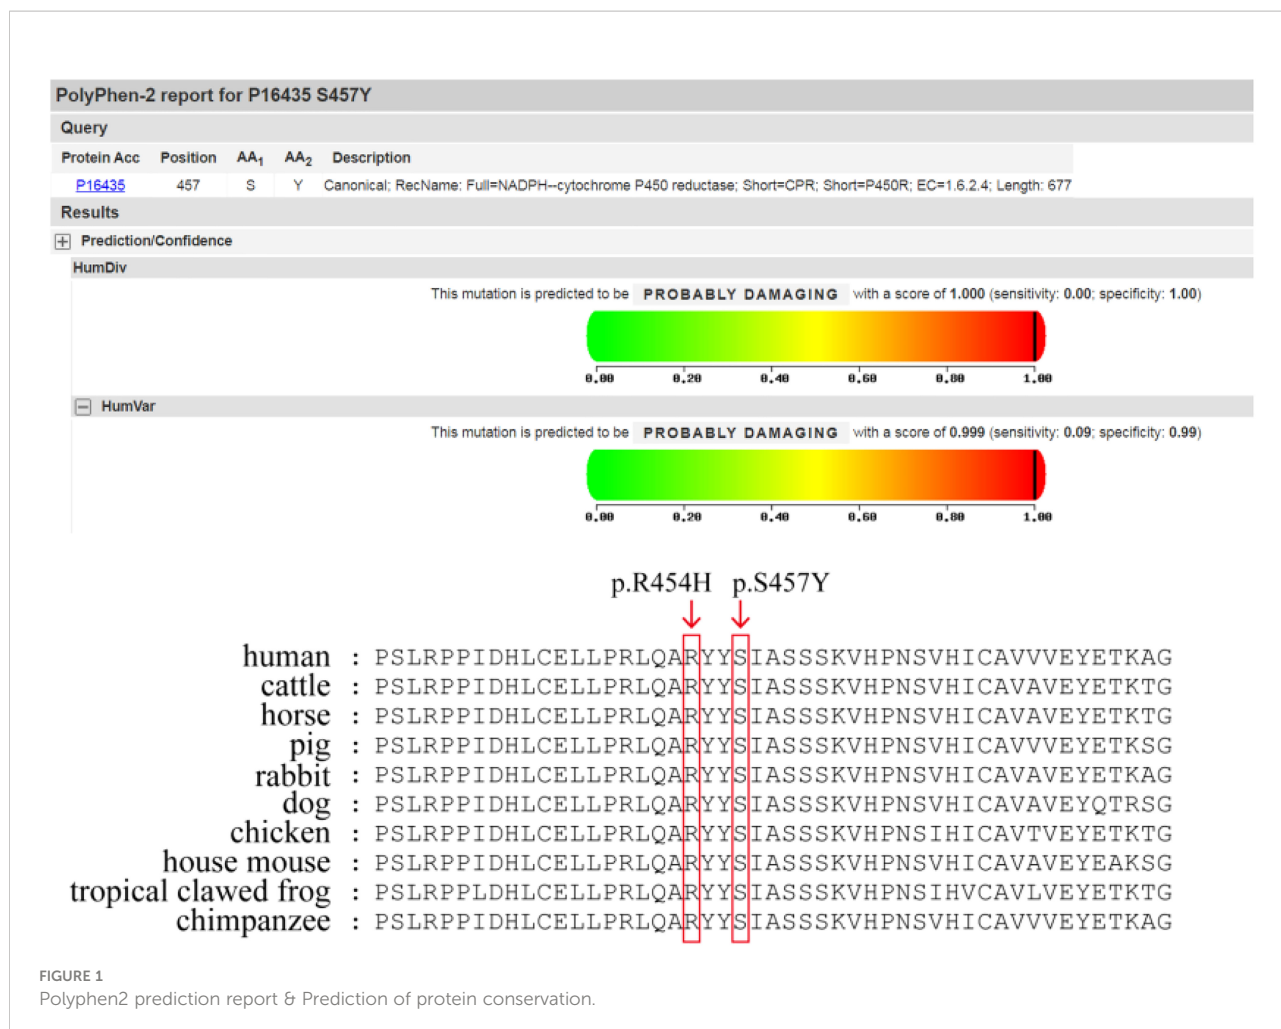 PolyPhen-2 report for P16435 S457Y
Query
Protein Acc Position AA1 AA2 Description
P16435 457 S Y Canonical; RecName: Full=NADPH--cytochrome P450 reductase; Short=CPR; Short=P450R; EC=1.6.2.4; Length: 677
Results
Prediction/Confidence
HumDiv
This mutation is predicted to be PROBABLY DAMAGING with a score of 1.000 (sensitivity: 0.00; specificity: 1.00)
0.00 0.20 0.40 0.60 0.80 1.00
HumVar
This mutation is predicted to be PROBABLY DAMAGING with a score of 0.999 (sensitivity: 0.09; specificity: 0.99)
0.00 0.20 0.40 0.60 0.80 1.00
p.R454H p.S457Y
human : PSLRPPIDHLCELLPRLQARYYSIASSSKVHPNSVHICAVVVEYETKAG
cattle : PSLRPPIDHLCELLPRLQARYYSIASSSKVHPNSVHICAVAVEYETKTG
horse : PSLRPPIDHLCELLPRLQARYYSIASSSKVHPNSVHICAVAVEYETKTG
pig : PSLRPPIDHLCELLPRLQARYYSIASSSKVHPNSVHICAVVVEYETKSG
rabbit : PSLRPPIDHLCELLPRLQARYYSIASSSKVHPNSVHICAVAVEYETKAG
dog : PSLRPPIDHLCELLPRLQARYYSIASSSKVHPNSVHICAVAVEYQTRSG
chicken : PSLRPPIDHLCELLPRLQARYYSIASSSKVHPNSIHICAVTVEYETKTG
house mouse : PSLRPPIDHLCELLPRLQARYYSIASSSKVHPNSVHICAVAVEYEAKSG
tropical clawed frog : PSLRPPLDHLCELLPRLQARYYSIASSSKVHPNSIHVCAVLVEYETKTG
chimpanzee : PSLRPPIDHLCELLPRLQARYYSIASSSKVHPNSVHICAVVVEYETKAG
FIGURE 1
Polyphen2 prediction report & Prediction of protein conservation.